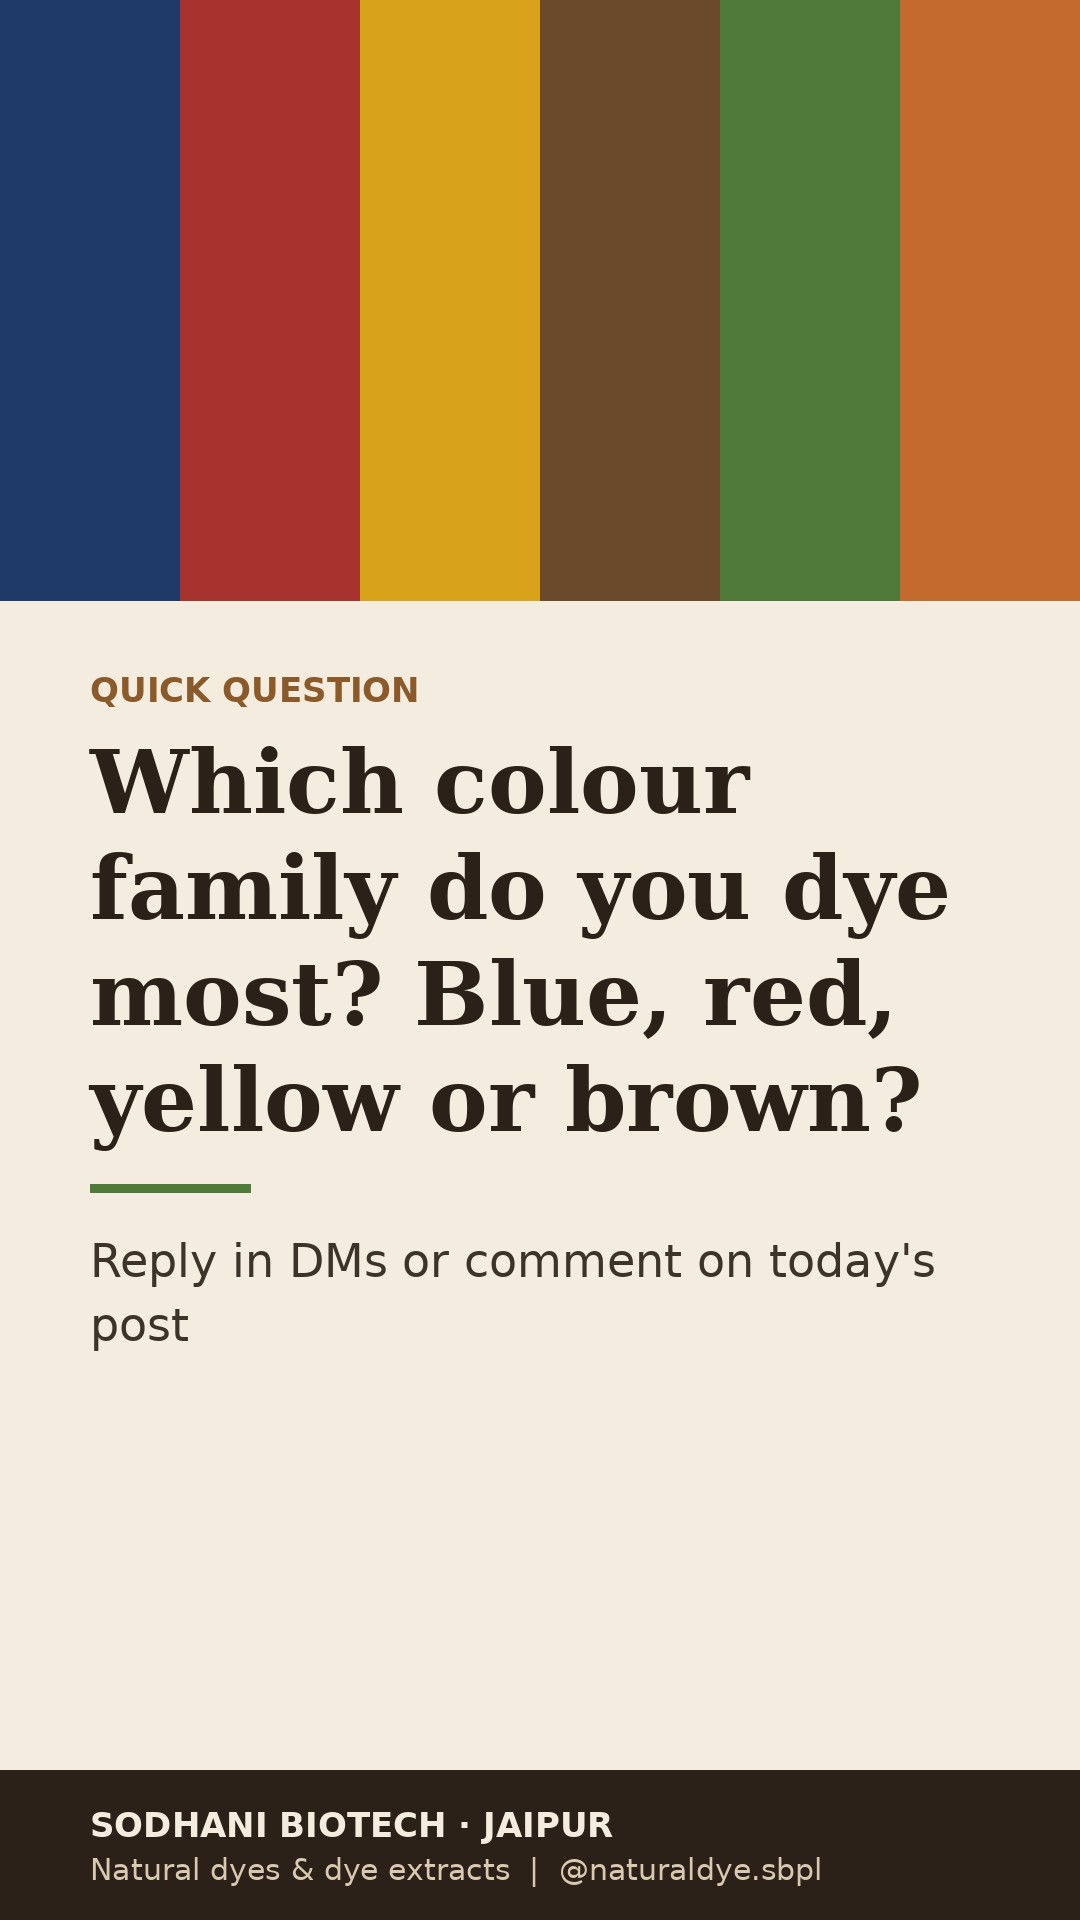 QUICK QUESTION
Which colour
family do you dye
most? Blue, red,
yellow or brown?
Reply in DMs or comment on today's
post
SODHANI BIOTECH · JAIPUR
Natural dyes & dye extracts | @naturaldye.sbpl